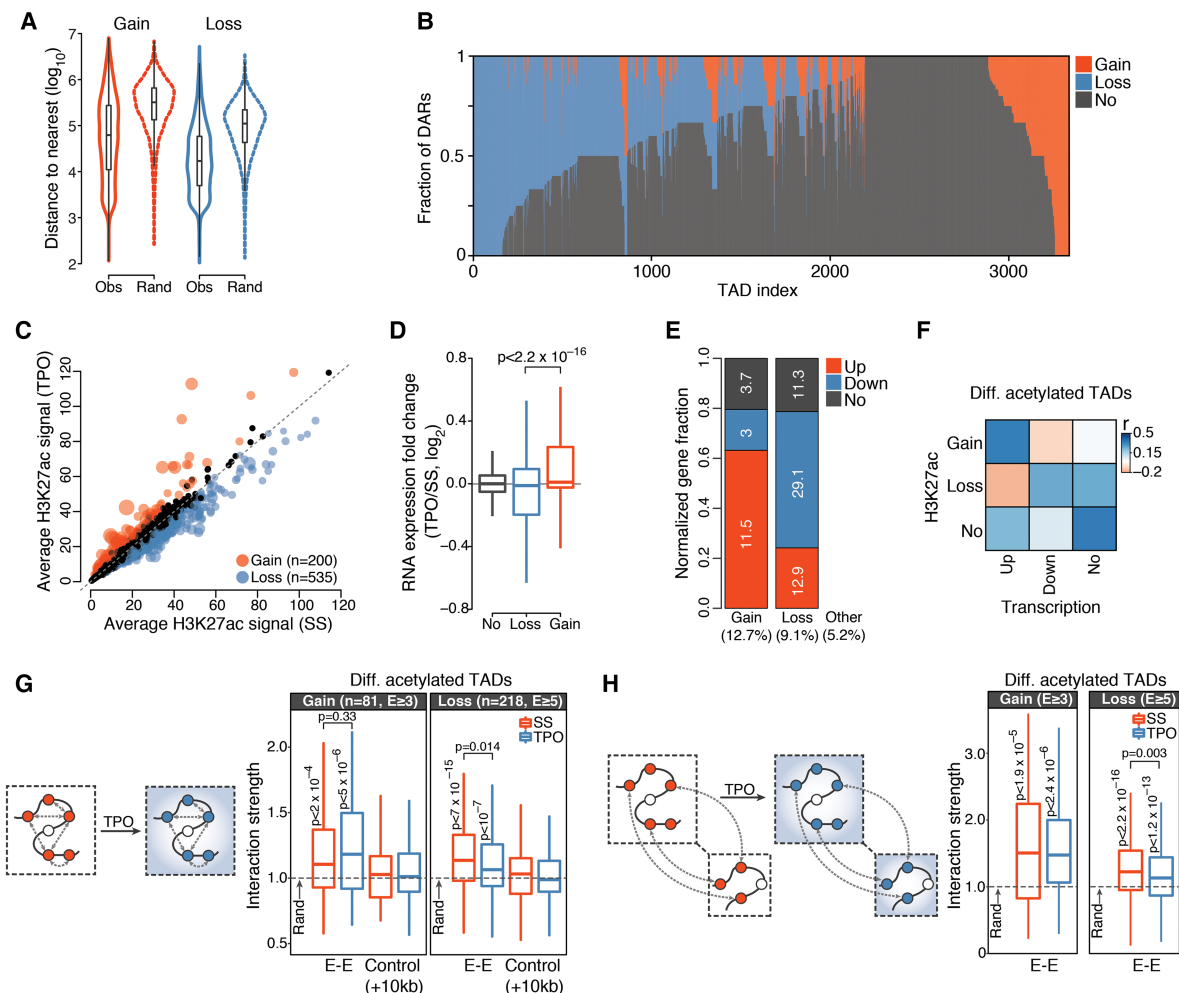 A
Gain Loss
Distance to nearest (log10)
7
6
5
4
3
2
Obs Rand Obs Rand
B
Fraction of DARs
1
0.5
0
0 1000 2000 3000
TAD index
Gain
Loss
No
C
Average H3K27ac signal (TPO)
120
100
80
60
40
20
0
0 20 40 60 80 100 120
Average H3K27ac signal (SS)
Gain (n=200)
Loss (n=535)
D
RNA expression fold change
(TPO/SS, log2)
p<2.2 x 10−16
0.8
0.4
0.0
−0.4
−0.8
No Loss Gain
E
Normalized gene fraction
1.0
0.8
0.6
0.4
0.2
0.0
3.7
3
11.5
11.3
29.1
12.9
Up
Down
No
Gain Loss Other
(12.7%) (9.1%) (5.2%)
F
Diff. acetylated TADs
H3K27ac
Gain
Loss
No
Up
Down
No
Transcription
r
0.5
0.15
−0.2
G
TPO
Diff. acetylated TADs
Gain (n=81, E≥3) Loss (n=218, E≥5)
Interaction strength
2.0
1.5
1.0
0.5
p=0.33
p<2 x 10−4
p<5 x 10−6
Rand
SS
TPO
p=0.014
p<7 x 10−15
p<10−7
Rand
E-E Control E-E Control
(+10kb) (+10kb)
H
TPO
Diff. acetylated TADs
Gain (E≥3) Loss (E≥5)
Interaction strength
3.0
2.0
1.0
0
p<1.9 x 10−5
p<2.4 x 10−6
Rand
SS
TPO
p=0.003
p<2.2 x 10−16
p<1.2 x 10−13
Rand
E-E E-E